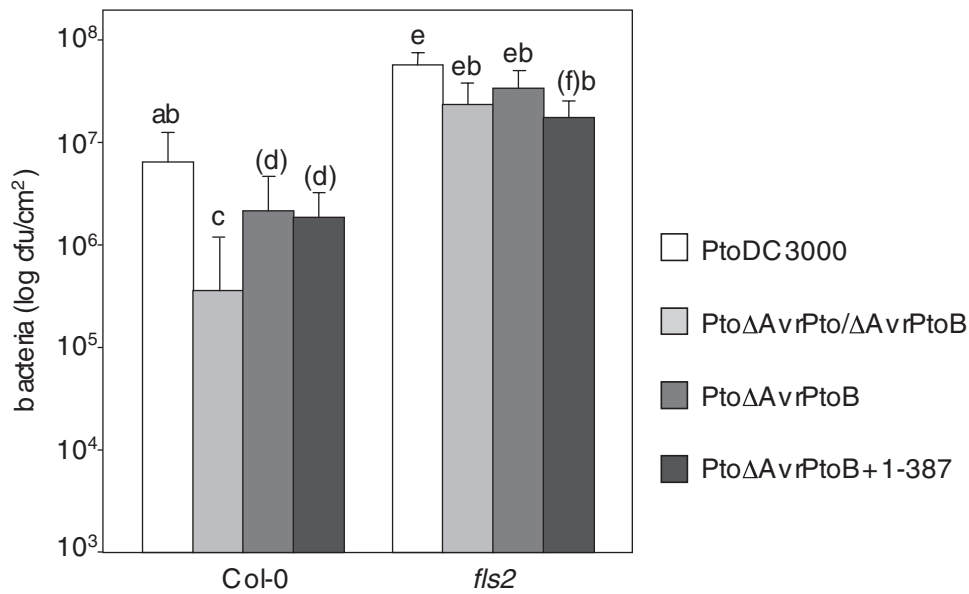 bacteria (log cfu/cm²)
10⁸
10⁷
10⁶
10⁵
10⁴
10³
ab
c
(d)
(d)
e
eb
eb
(f)b
Col-0
fls2
PtoDC3000
PtoΔAvrPto/ΔAvrPtoB
PtoΔAvrPtoB
PtoΔAvrPtoB+1-387